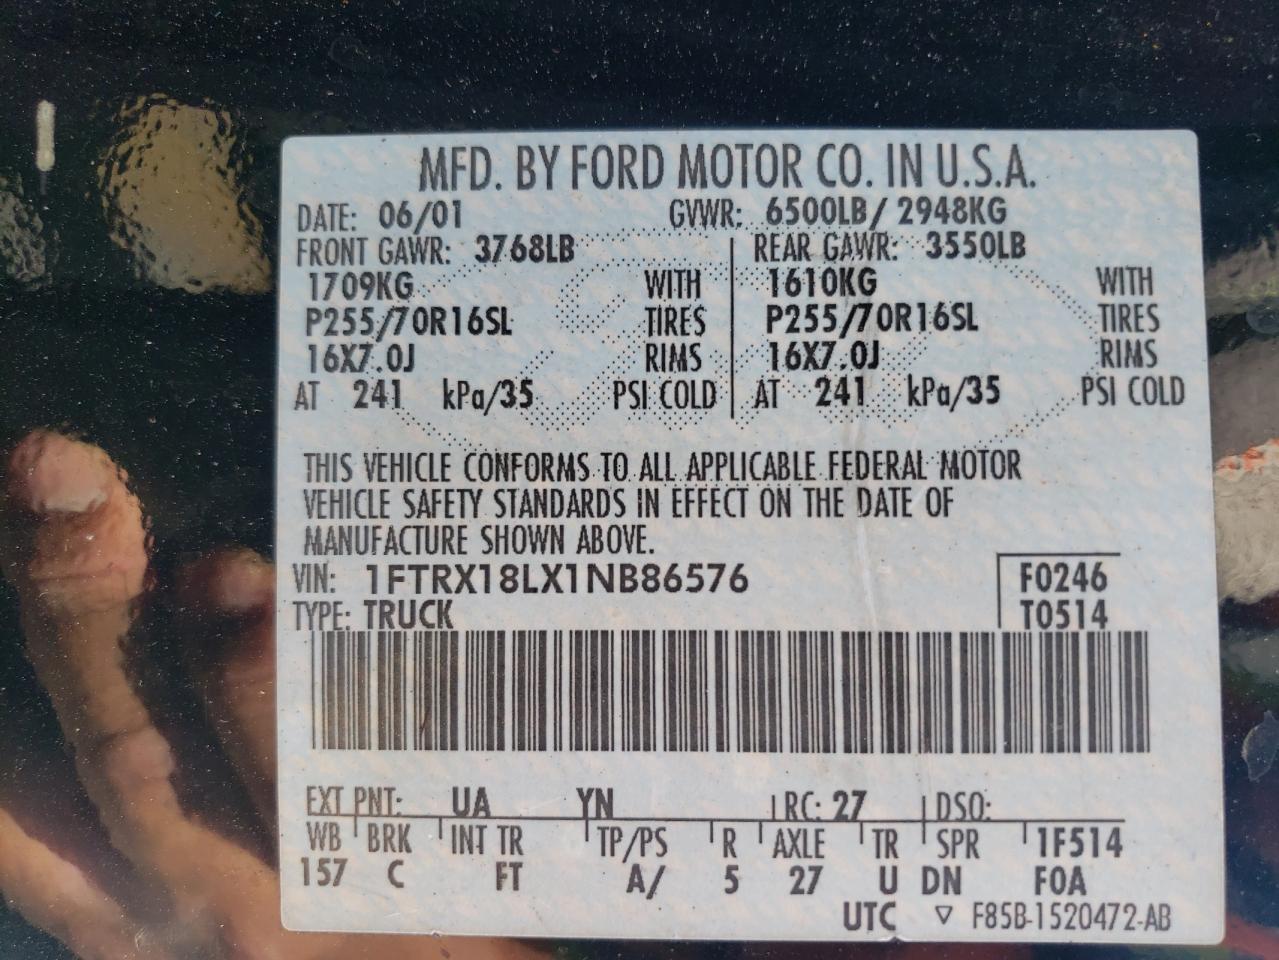 MFD. BY FORD MOTOR CO. IN U.S.A.
DATE: 06/01 GVWR: 6500LB/ 2948KG
FRONT GAWR: 3768LB REAR GAWR: 3550LB
1709KG WITH 1610KG WITH
P255/70R16SL TIRES P255/70R16SL TIRES
16X7.0J RIMS 16X7.0J RIMS
AT 241 kPa/35 PSI COLD AT 241 kPa/35 PSI COLD
THIS VEHICLE CONFORMS TO ALL APPLICABLE FEDERAL MOTOR
VEHICLE SAFETY STANDARDS IN EFFECT ON THE DATE OF
MANUFACTURE SHOWN ABOVE.
VIN: 1FTRX18LX1NB86576 F0246
TYPE: TRUCK T0514
EXT PNT: UA YN RC: 27 DSO:
WB BRK INT TR TP/PS R AXLE TR SPR 1F514
157 C FT A/ 5 27 U DN F0A
UTC ▽ F85B-1520472-AB